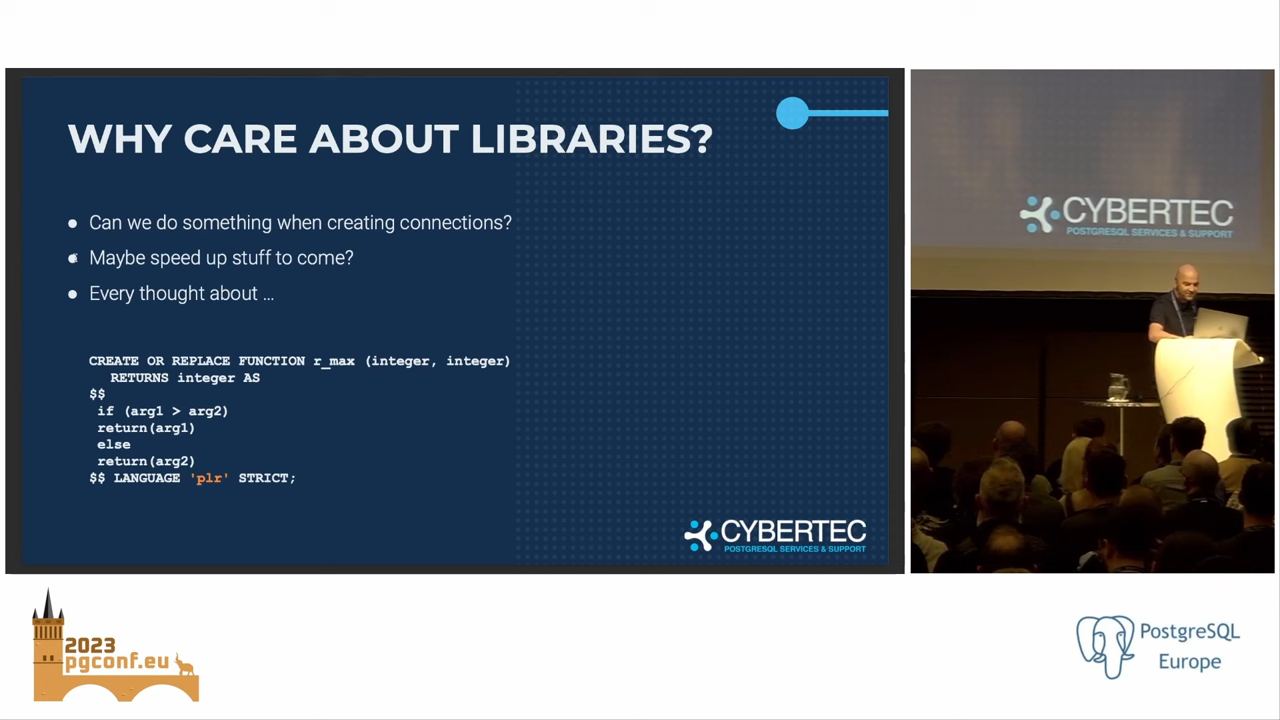 WHY CARE ABOUT LIBRARIES?
Can we do something when creating connections?
Maybe speed up stuff to come?
Every thought about ...
CREATE OR REPLACE FUNCTION r_max (integer, integer)
RETURNS integer AS
$$
if (arg1 > arg2)
return(arg1)
else
return(arg2)
$$ LANGUAGE 'plr' STRICT;
CYBERTEC
POSTGRESQL SERVICES & SUPPORT
CYBERTEC
POSTGRESQL SERVICES & SUPPORT
2023
pgconf.eu
PostgreSQL
Europe